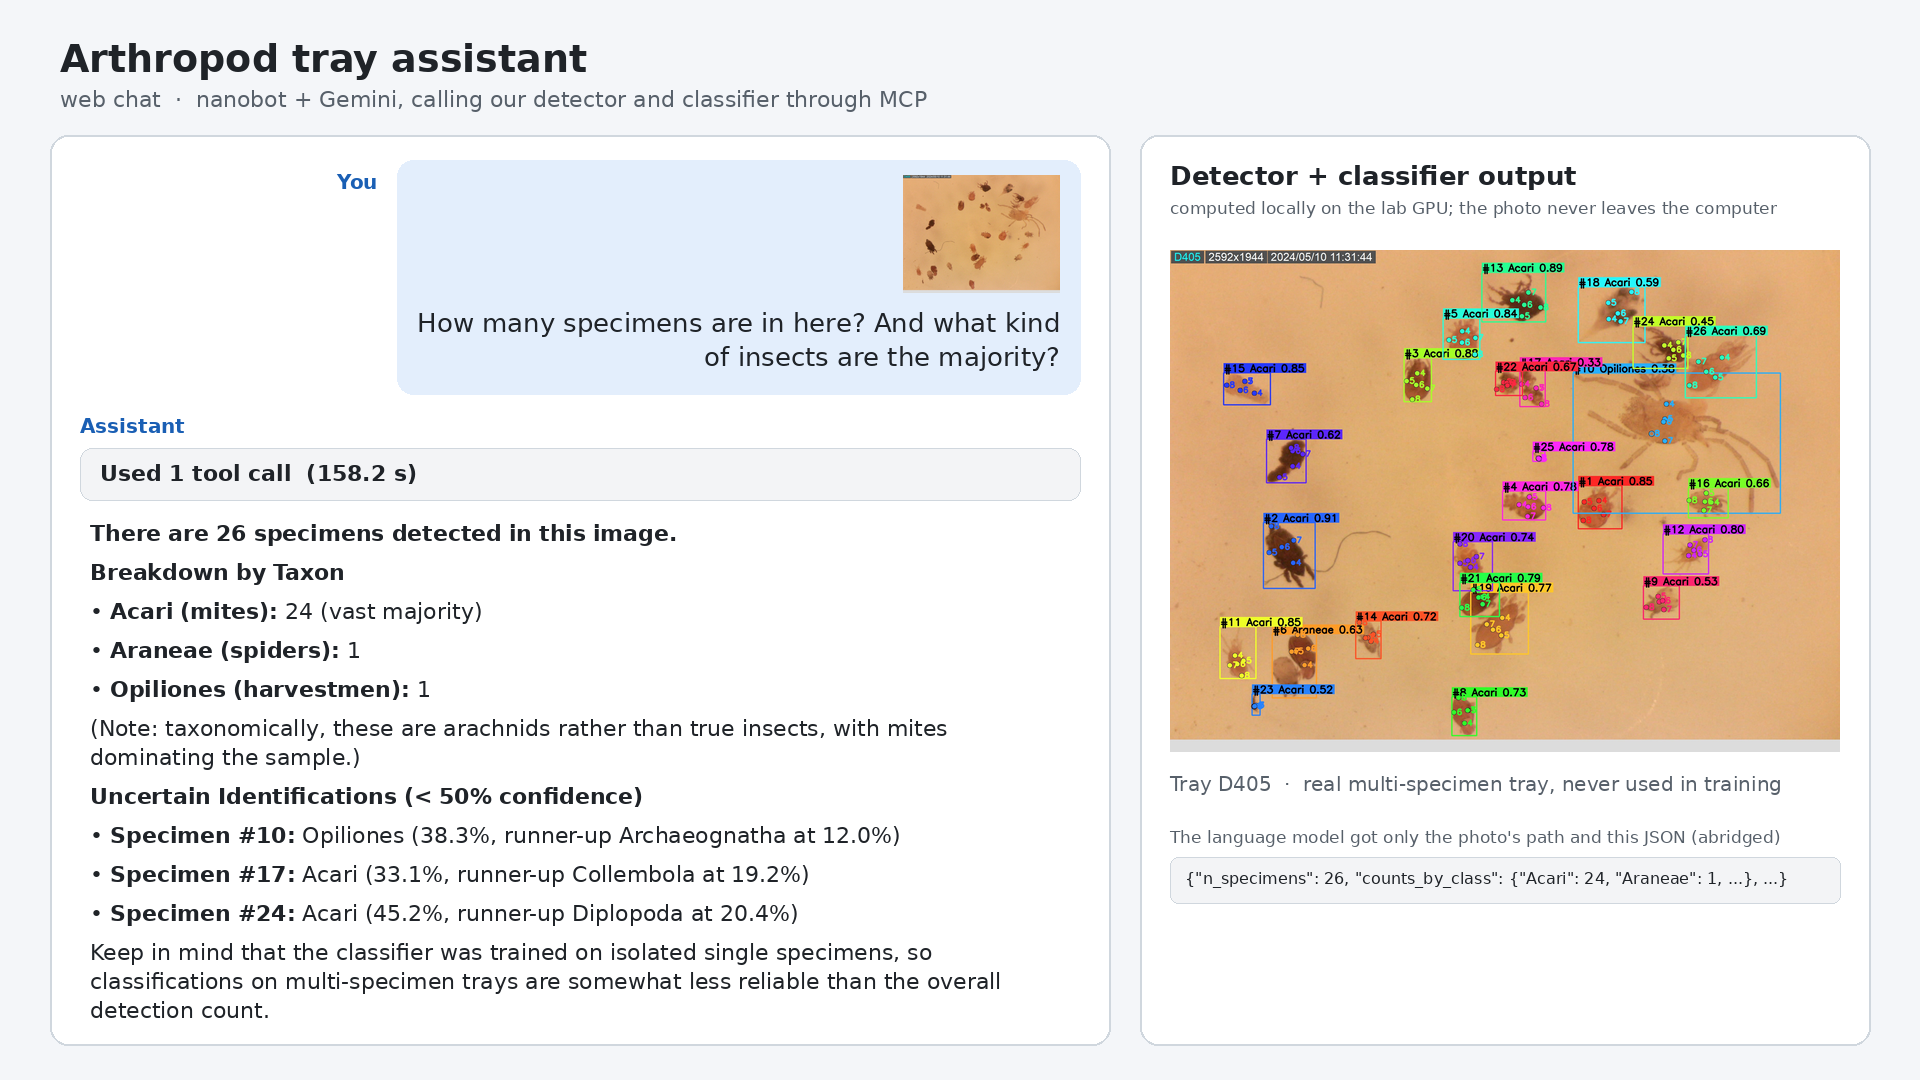 Arthropod tray assistant
web chat · nanobot + Gemini, calling our detector and classifier through MCP
You
How many specimens are in here? And what kind
of insects are the majority?
Assistant
Used 1 tool call (158.2 s)
There are 26 specimens detected in this image.
Breakdown by Taxon
• Acari (mites): 24 (vast majority)
• Araneae (spiders): 1
• Opiliones (harvestmen): 1
(Note: taxonomically, these are arachnids rather than true insects, with mites
dominating the sample.)
Uncertain Identifications (< 50% confidence)
• Specimen #10: Opiliones (38.3%, runner-up Archaeognatha at 12.0%)
• Specimen #17: Acari (33.1%, runner-up Collembola at 19.2%)
• Specimen #24: Acari (45.2%, runner-up Diplopoda at 20.4%)
Keep in mind that the classifier was trained on isolated single specimens, so
classifications on multi-specimen trays are somewhat less reliable than the overall
detection count.
Detector + classifier output
computed locally on the lab GPU; the photo never leaves the computer
D405 2592x1944 2024/05/10 11:31:44
#13 Acari 0.89
#18 Acari 0.59
#5 Acari 0.84
#24 Acari 0.45
#26 Acari 0.69
#3 Acari 0.88
#17 Acari 0.33
#15 Acari 0.85
#22 Acari 0.67
#10 Opiliones 0.38
#7 Acari 0.62
#25 Acari 0.78
#4 Acari 0.78
#1 Acari 0.85
#16 Acari 0.66
#2 Acari 0.91
#12 Acari 0.80
#20 Acari 0.74
#21 Acari 0.79
#19 Acari 0.77
#9 Acari 0.53
#14 Acari 0.72
#11 Acari 0.85
#6 Araneae 0.63
#23 Acari 0.52
#8 Acari 0.73
Tray D405 · real multi-specimen tray, never used in training
The language model got only the photo's path and this JSON (abridged)
{"n_specimens": 26, "counts_by_class": {"Acari": 24, "Araneae": 1, ...}, ...}